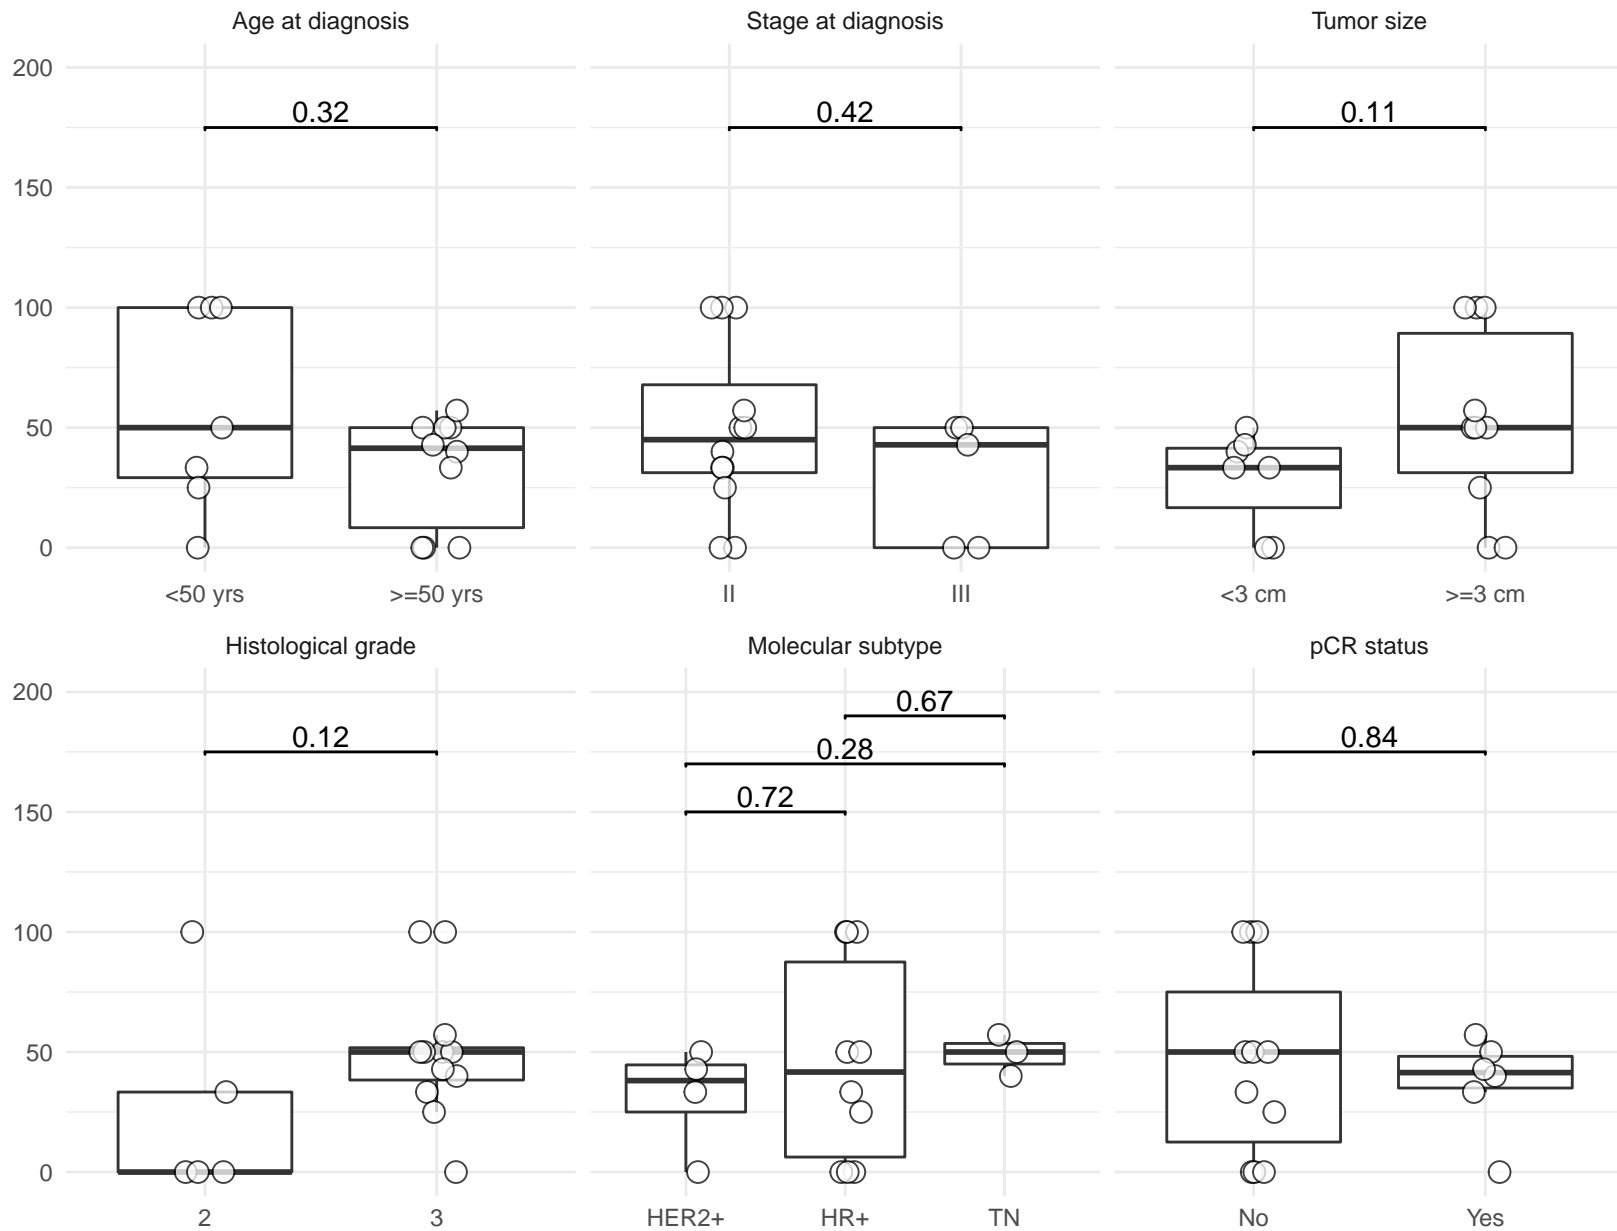 Age at diagnosis Stage at diagnosis Tumor size
200
0.32 0.42 0.11
150
100
50
0
<50 yrs >=50 yrs II III <3 cm >=3 cm
Histological grade Molecular subtype pCR status
200
0.67
0.12 0.28 0.84
0.72
150
100
50
0
2 3 HER2+ HR+ TN No Yes